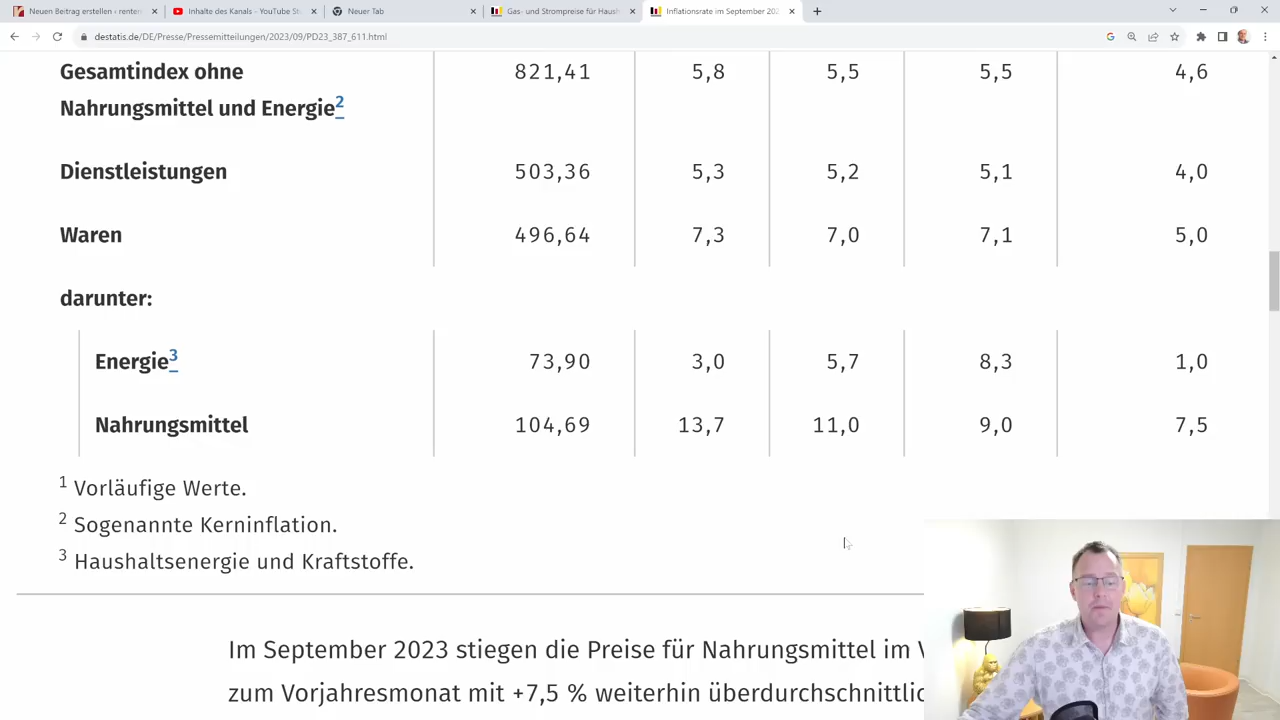 Neuen Beitrag erstellen ‹ renten
Inhalte des Kanals - YouTube St
Neuer Tab
Gas- und Strompreise für Haush
Inflationsrate im September 202
destatis.de/DE/Presse/Pressemitteilungen/2023/09/PD23_387_611.html
Gesamtindex ohne 821,41 5,8 5,5 5,5 4,6
Nahrungsmittel und Energie2
Dienstleistungen 503,36 5,3 5,2 5,1 4,0
Waren 496,64 7,3 7,0 7,1 5,0
darunter:
Energie3 73,90 3,0 5,7 8,3 1,0
Nahrungsmittel 104,69 13,7 11,0 9,0 7,5
1 Vorläufige Werte.
2 Sogenannte Kerninflation.
3 Haushaltsenergie und Kraftstoffe.
Im September 2023 stiegen die Preise für Nahrungsmittel im V
zum Vorjahresmonat mit +7,5 % weiterhin überdurchschnittlic